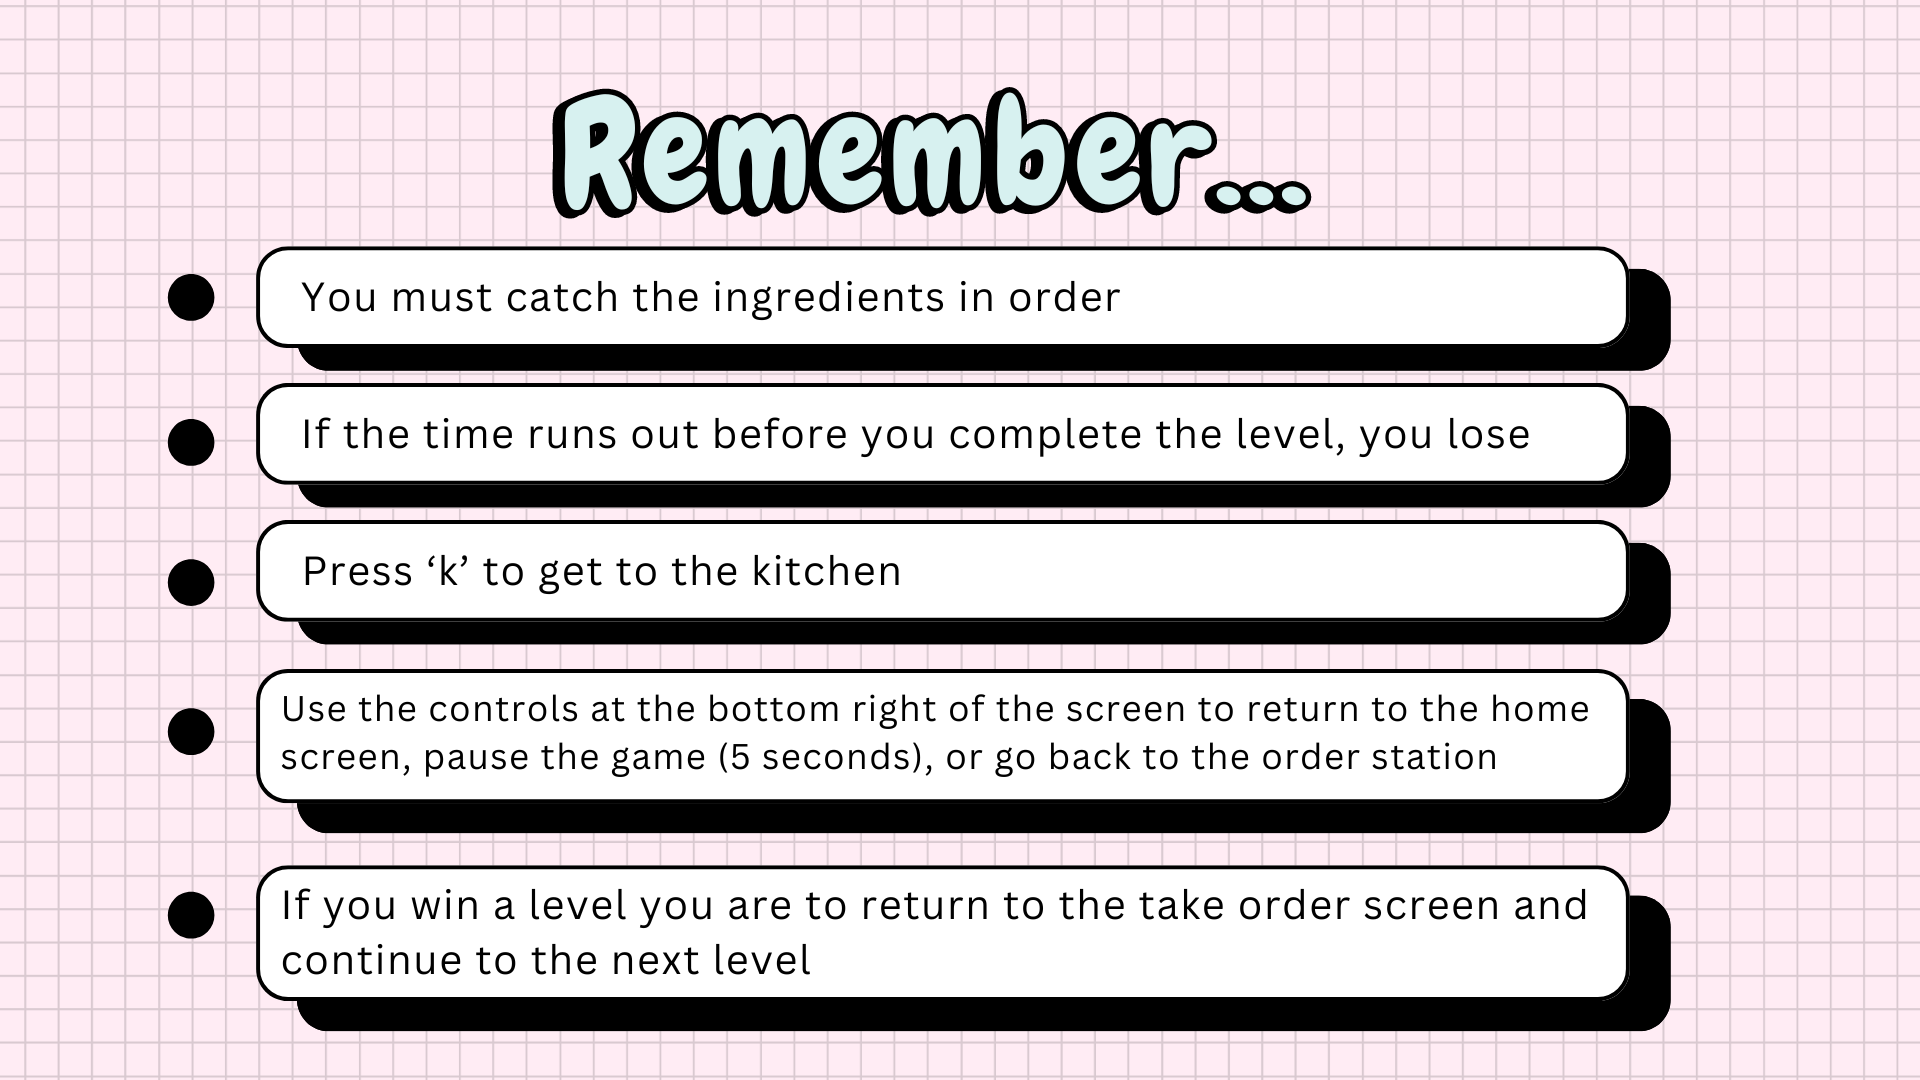 Remember...
You must catch the ingredients in order
If the time runs out before you complete the level, you lose
Press ‘k’ to get to the kitchen
Use the controls at the bottom right of the screen to return to the home
screen, pause the game (5 seconds), or go back to the order station
If you win a level you are to return to the take order screen and
continue to the next level